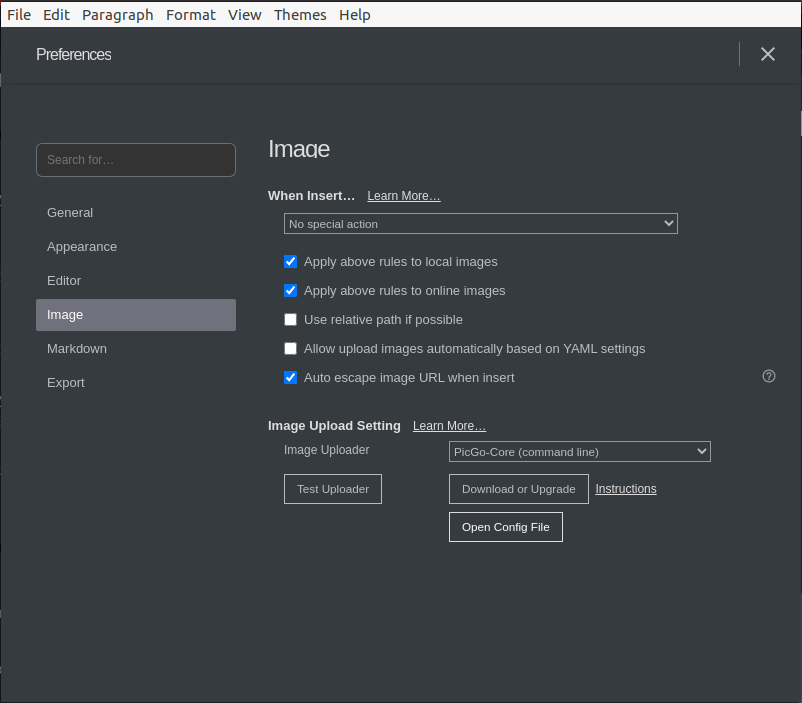 File Edit Paragraph Format View Themes Help
Preferences
Search for…
General
Appearance
Editor
Image
Markdown
Export
Image
When Insert… Learn More…
No special action
Apply above rules to local images
Apply above rules to online images
Use relative path if possible
Allow upload images automatically based on YAML settings
Auto escape image URL when insert
Image Upload Setting Learn More…
Image Uploader PicGo-Core (command line)
Test Uploader Download or Upgrade Instructions
Open Config File